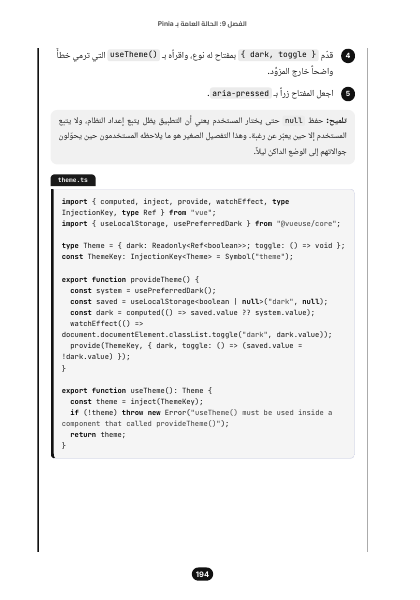 الفصل 9: الحالة العامة بـ Pinia
4 قدّم { dark, toggle } بمفتاح له نوع، واقرأه بـ useTheme() التي ترمي خطأً
واضحاً خارج المزوّد.
5 اجعل المفتاح زراً بـ aria-pressed .
تلميح: حفظ null حتى يختار المستخدم يعني أن التطبيق يظل يتبع إعداد النظام، ولا يتبع
المستخدم إلا حين يعبّر عن رغبة. وهذا التفصيل الصغير هو ما يلاحظه المستخدمون حين يحوّلون
جوالاتهم إلى الوضع الداكن ليلاً.
theme.ts
import { computed, inject, provide, watchEffect, type
InjectionKey, type Ref } from "vue";
import { useLocalStorage, usePreferredDark } from "@vueuse/core";
type Theme = { dark: Readonly<Ref<boolean>>; toggle: () => void };
const ThemeKey: InjectionKey<Theme> = Symbol("theme");
export function provideTheme() {
const system = usePreferredDark();
const saved = useLocalStorage<boolean | null>("dark", null);
const dark = computed(() => saved.value ?? system.value);
watchEffect(() =>
document.documentElement.classList.toggle("dark", dark.value));
provide(ThemeKey, { dark, toggle: () => (saved.value =
!dark.value) });
}
export function useTheme(): Theme {
const theme = inject(ThemeKey);
if (!theme) throw new Error("useTheme() must be used inside a
component that called provideTheme()");
return theme;
}
194